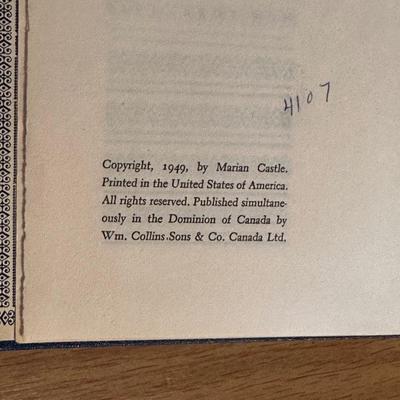 4107
Copyright, 1949, by Marian Castle.
Printed in the United States of America.
All rights reserved. Published simultane-
ously in the Dominion of Canada by
Wm. Collins Sons & Co. Canada Ltd.